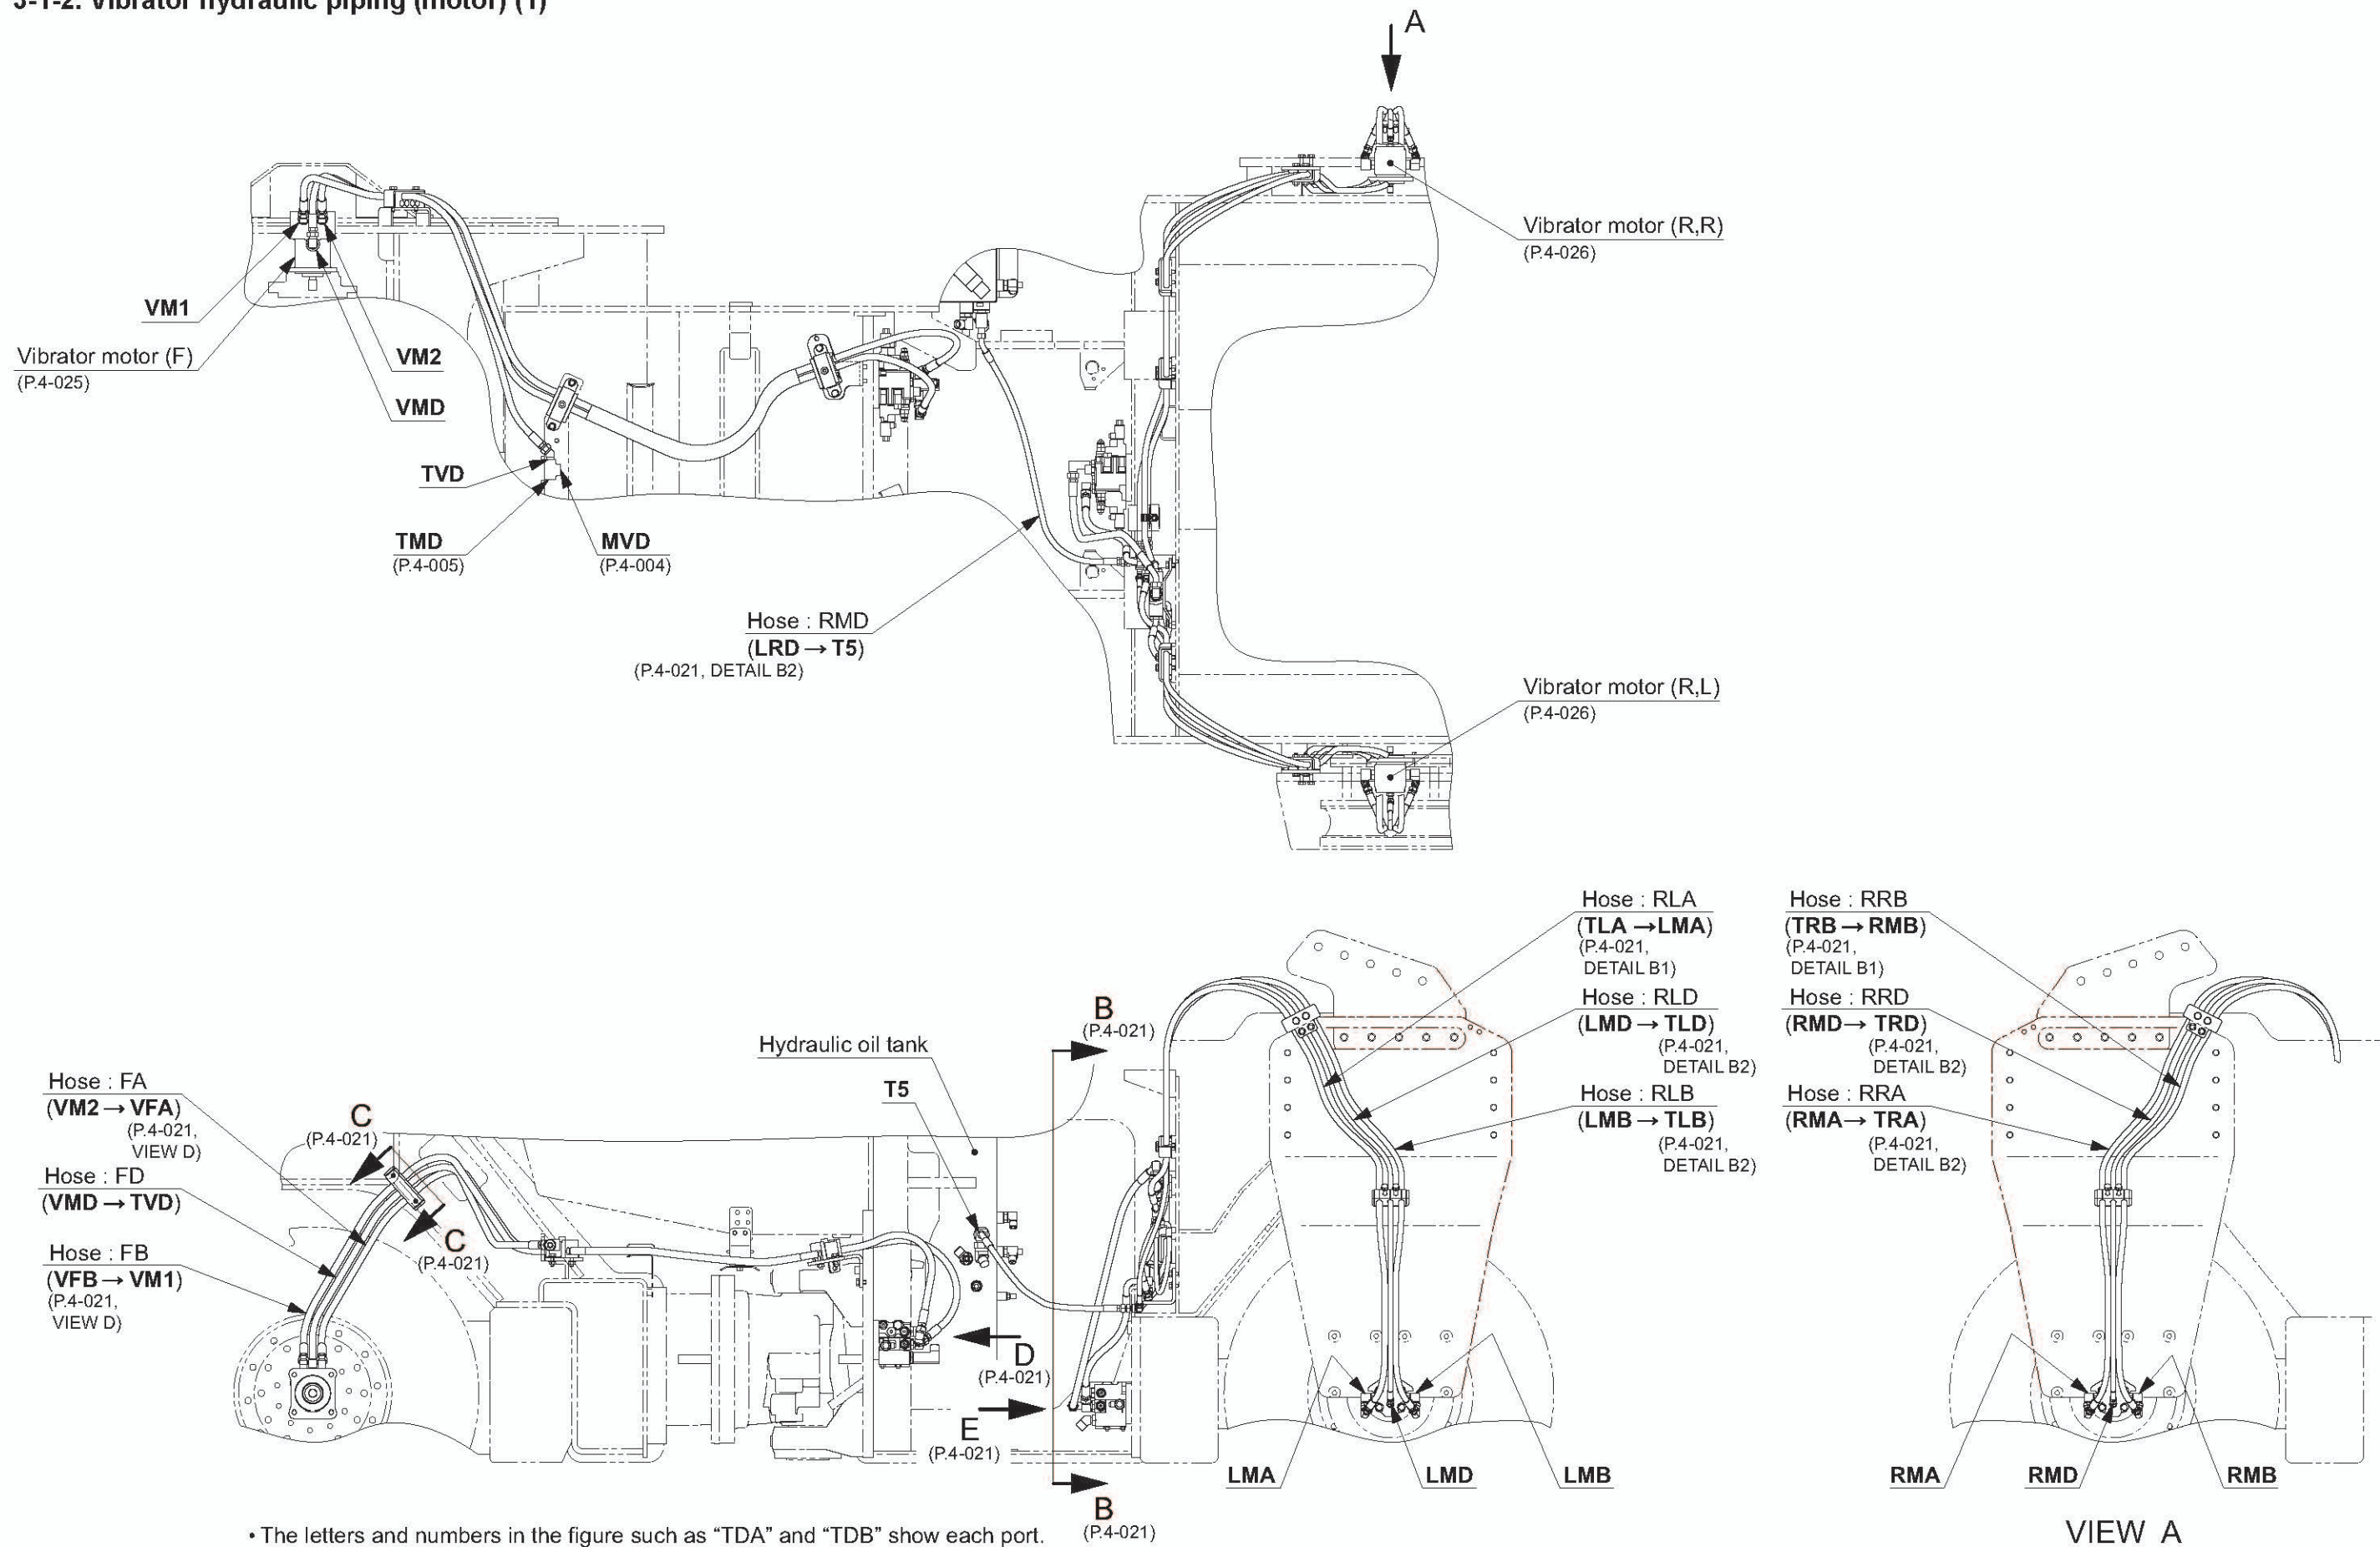 3-1-2. Vibrator hydraulic piping (motor) (1)
A
Vibrator motor (R,R)
(P.4-026)
VM1
Vibrator motor (F)
(P.4-025)
VM2
VMD
TVD
TMD
(P.4-005)
MVD
(P.4-004)
Hose : RMD
(LRD → T5)
(P.4-021, DETAIL B2)
Vibrator motor (R,L)
(P.4-026)
Hose : RLA
(TLA →LMA)
(P.4-021,
DETAIL B1)
Hose : RLD
(LMD → TLD)
(P.4-021,
DETAIL B2)
Hose : RLB
(LMB → TLB)
(P.4-021,
DETAIL B2)
Hose : RRB
(TRB → RMB)
(P.4-021,
DETAIL B1)
Hose : RRD
(RMD→ TRD)
(P.4-021,
DETAIL B2)
Hose : RRA
(RMA→ TRA)
(P.4-021,
DETAIL B2)
B
(P.4-021)
Hydraulic oil tank
T5
Hose : FA
(VM2 → VFA)
(P.4-021,
VIEW D)
Hose : FD
(VMD → TVD)
Hose : FB
(VFB → VM1)
(P.4-021,
VIEW D)
C
(P.4-021)
C
(P.4-021)
D
(P.4-021)
E
(P.4-021)
B
(P.4-021)
LMA
LMD
LMB
RMA
RMD
RMB
VIEW A
• The letters and numbers in the figure such as “TDA” and “TDB” show each port.